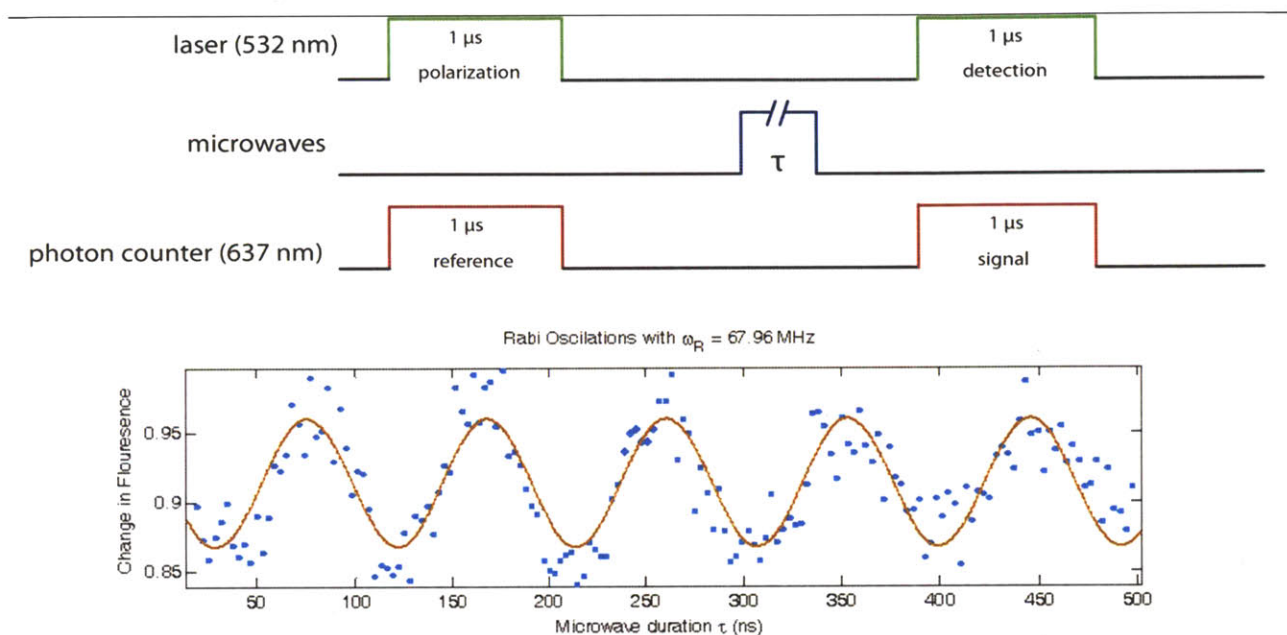 laser (532 nm)
1 μs
polarization
1 μs
detection
microwaves
τ
photon counter (637 nm)
1 μs
reference
1 μs
signal
Rabi Oscilations with ωR = 67.96 MHz
Change in Flouresence
0.95
0.9
0.85
50 100 150 200 250 300 350 400 450 500
Microwave duration τ (ns)